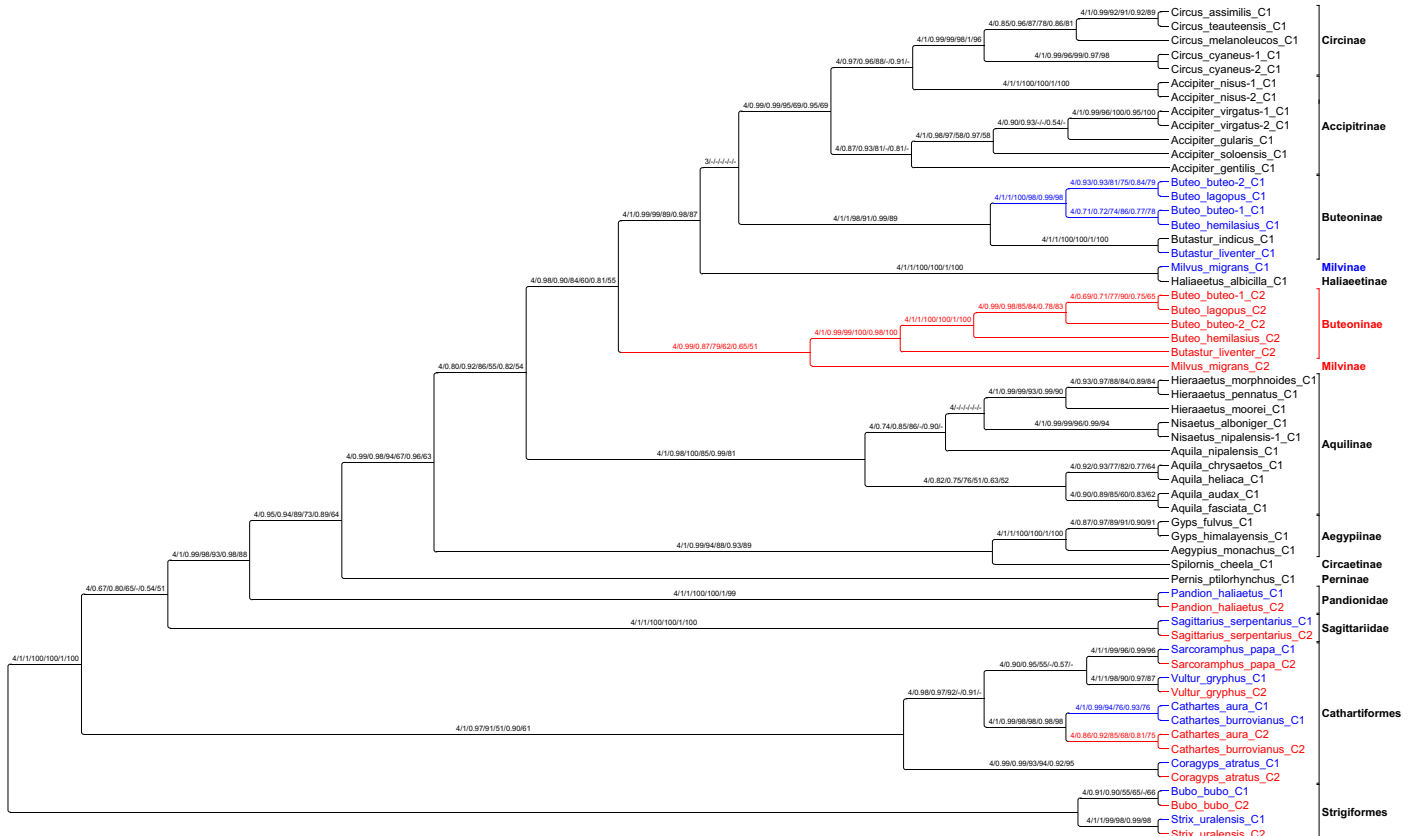 4/1/0.99/92/91/0.92/89
Circus_assimilis_C1
4/0.85/0.96/87/78/0.86/81
Circus_teauteensis_C1
4/1/0.99/99/98/1/96
Circus_melanoleucos_C1
Circinae
4/1/0.99/96/99/0.97/98
Circus_cyaneus-1_C1
4/0.97/0.96/88/-/0.91/-
Circus_cyaneus-2_C1
4/1/1/100/100/1/100
Accipiter_nisus-1_C1
Accipiter_nisus-2_C1
4/0.99/0.99/95/69/0.95/69
4/1/0.99/96/100/0.95/100
Accipiter_virgatus-1_C1
4/0.90/0.93/-/-/0.54/-
Accipiter_virgatus-2_C1
Accipitrinae
4/1/0.98/97/58/0.97/58
Accipiter_gularis_C1
4/0.87/0.93/81/-/0.81/-
Accipiter_soloensis_C1
3/-/-/-/-/-/-
Accipiter_gentilis_C1
4/0.93/0.93/81/75/0.84/79
Buteo_buteo-2_C1
4/1/1/100/98/0.99/98
Buteo_lagopus_C1
4/0.71/0.72/74/86/0.77/78
Buteo_buteo-1_C1
Buteoninae
4/1/0.99/99/89/0.98/87
4/1/1/98/91/0.99/89
Buteo_hemilasius_C1
4/1/1/100/100/1/100
Butastur_indicus_C1
Butastur_liventer_C1
4/1/1/100/100/1/100
Milvus_migrans_C1
Milvinae
Haliaeetus_albicilla_C1
Haliaeetinae
4/0.98/0.90/84/60/0.81/55
4/0.69/0.71/77/90/0.75/65
Buteo_buteo-1_C2
4/0.99/0.98/85/84/0.78/83
Buteo_lagopus_C2
4/1/1/100/100/1/100
Buteo_buteo-2_C2
Buteoninae
4/1/0.99/99/100/0.98/100
Buteo_hemilasius_C2
4/0.99/0.87/79/62/0.65/51
Butastur_liventer_C2
Milvus_migrans_C2
Milvinae
4/0.80/0.92/86/55/0.82/54
4/0.93/0.97/88/84/0.89/84
Hieraaetus_morphnoides_C1
4/1/0.99/99/93/0.99/90
Hieraaetus_pennatus_C1
4/-/-/-/-/-/-
Hieraaetus_moorei_C1
4/1/0.99/99/96/0.99/94
Nisaetus_alboniger_C1
4/0.74/0.85/86/-/0.90/-
Nisaetus_nipalensis-1_C1
Aquilinae
4/1/0.98/100/85/0.99/81
Aquila_nipalensis_C1
4/0.99/0.98/94/67/0.96/63
4/0.92/0.93/77/82/0.77/64
Aquila_chrysaetos_C1
4/0.82/0.75/76/51/0.63/52
Aquila_heliaca_C1
4/0.90/0.89/85/60/0.83/62
Aquila_audax_C1
Aquila_fasciata_C1
4/0.95/0.94/89/73/0.89/64
4/0.87/0.97/89/91/0.90/91
Gyps_fulvus_C1
4/1/1/100/100/1/100
Gyps_himalayensis_C1
Aegypiinae
4/1/0.99/94/88/0.93/89
Aegypius_monachus_C1
4/1/0.99/98/93/0.98/88
Spilornis_cheela_C1
Circaetinae
Pernis_ptilorhynchus_C1
Perninae
4/0.67/0.80/65/-/0.54/51
4/1/1/100/100/1/99
Pandion_haliaetus_C1
Pandionidae
Pandion_haliaetus_C2
4/1/1/100/100/1/100
Sagittarius_serpentarius_C1
Sagittariidae
Sagittarius_serpentarius_C2
4/1/1/100/100/1/100
4/1/1/99/96/0.99/96
Sarcoramphus_papa_C1
4/0.90/0.95/55/-/0.57/-
Sarcoramphus_papa_C2
4/1/1/98/90/0.97/87
Vultur_gryphus_C1
4/0.98/0.97/92/-/0.91/-
Vultur_gryphus_C2
4/1/0.99/94/76/0.93/76
Cathartes_aura_C1
Cathartiformes
4/1/0.99/98/98/0.98/98
Cathartes_burrovianus_C1
4/1/0.97/91/51/0.90/61
4/0.86/0.92/85/68/0.81/75
Cathartes_aura_C2
Cathartes_burrovianus_C2
4/0.99/0.99/93/94/0.92/95
Coragyps_atratus_C1
Coragyps_atratus_C2
4/0.91/0.90/55/65/-/66
Bubo_bubo_C1
Bubo_bubo_C2
Strigiformes
4/1/1/99/98/0.99/98
Strix_uralensis_C1
Strix_uralensis_C2